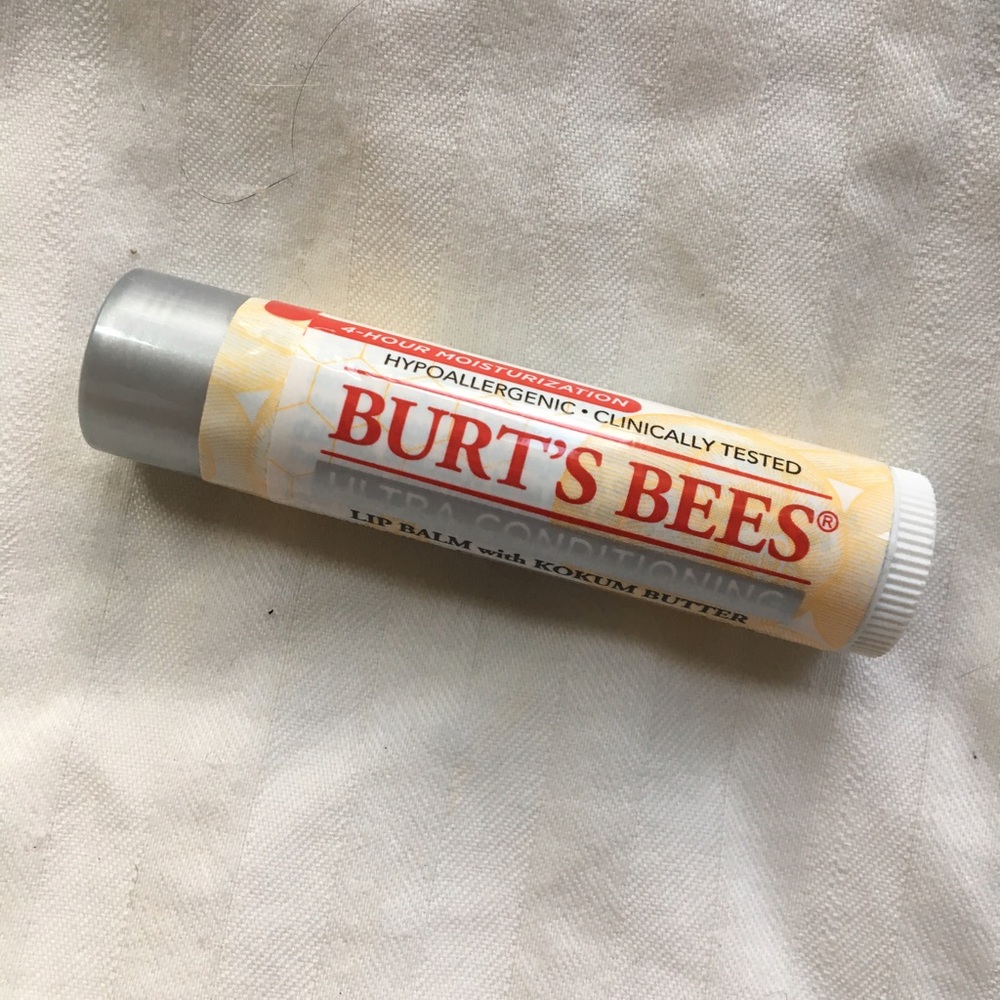 4-HOUR MOISTURIZATION
HYPOALLERGENIC • CLINICALLY TESTED
BURT'S BEES®
ULTRA CONDITIONING
LIP BALM with KOKUM BUTTER